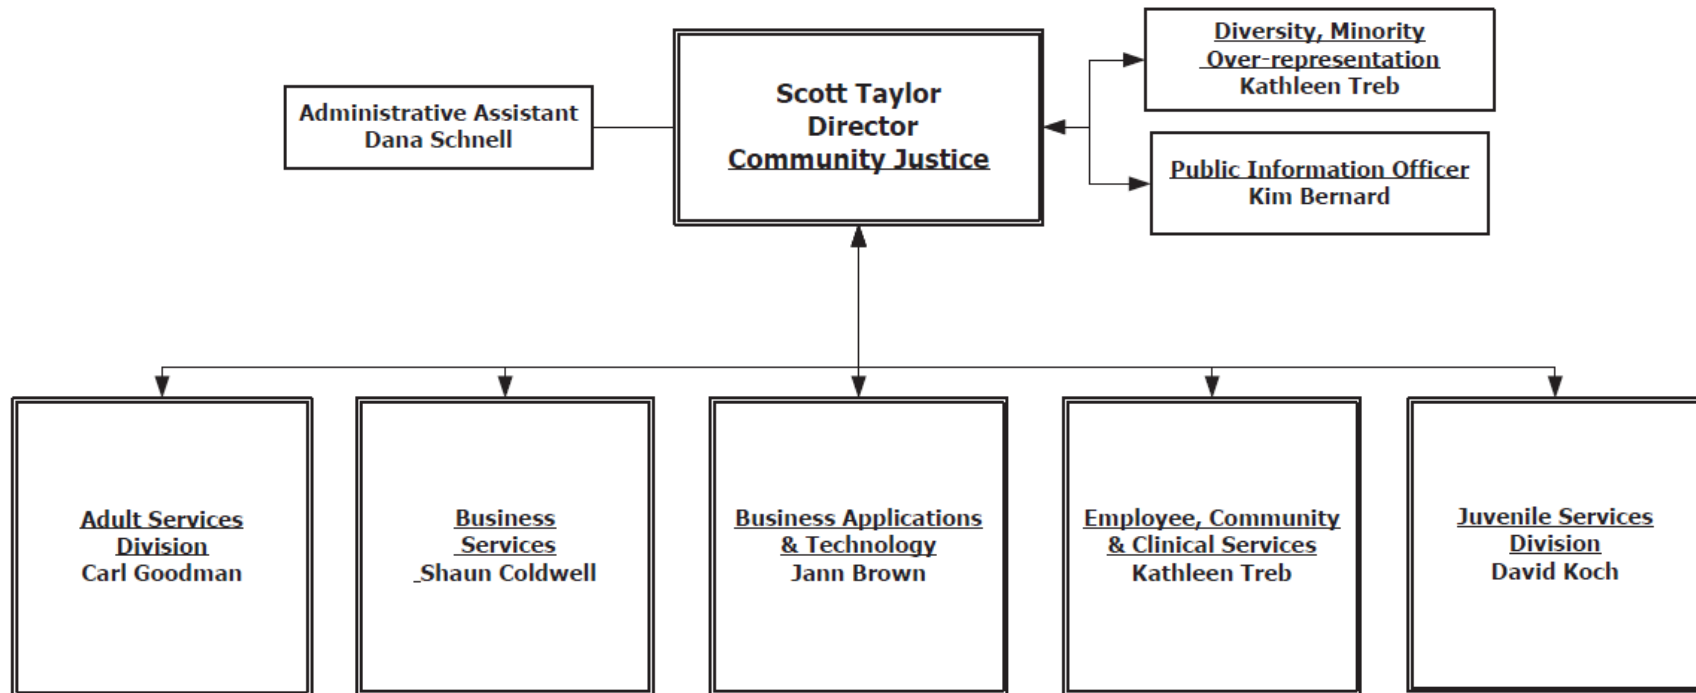 Diversity, Minority
Over-representation
Kathleen Treb
Scott Taylor
Director
Community Justice
Administrative Assistant
Dana Schnell
Public Information Officer
Kim Bernard
Adult Services
Division
Carl Goodman
Business
Services
Shaun Coldwell
Business Applications
& Technology
Jann Brown
Employee, Community
& Clinical Services
Kathleen Treb
Juvenile Services
Division
David Koch